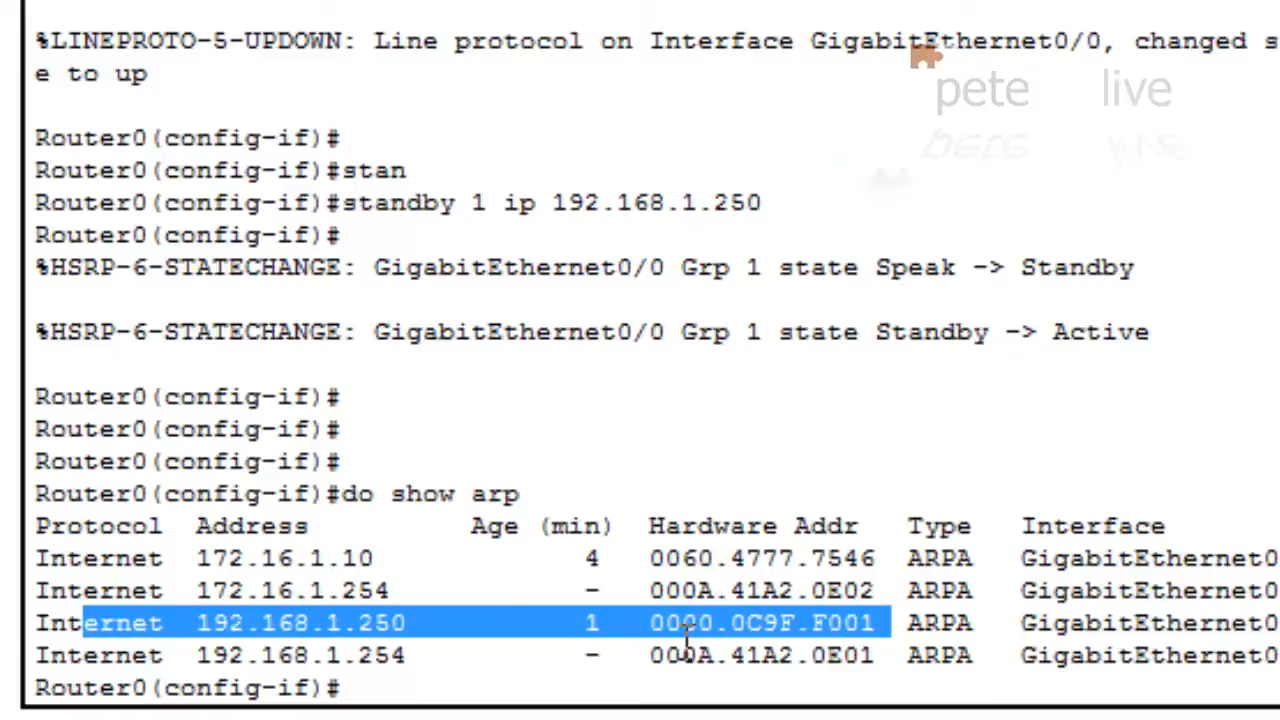 %LINEPROTO-5-UPDOWN: Line protocol on Interface GigabitEthernet0/0, changed s
e to up
pete live
Router0(config-if)#
Router0(config-if)#stan
Router0(config-if)#standby 1 ip 192.168.1.250
Router0(config-if)#
%HSRP-6-STATECHANGE: GigabitEthernet0/0 Grp 1 state Speak -> Standby
%HSRP-6-STATECHANGE: GigabitEthernet0/0 Grp 1 state Standby -> Active
Router0(config-if)#
Router0(config-if)#
Router0(config-if)#
Router0(config-if)#do show arp
Protocol Address Age (min) Hardware Addr Type Interface
Internet 172.16.1.10 4 0060.4777.7546 ARPA GigabitEthernet0
Internet 172.16.1.254 - 000A.41A2.0E02 ARPA GigabitEthernet0
Internet 192.168.1.250 1 ARPA GigabitEthernet0
Internet 192.168.1.254 - 000A.41A2.0E01 ARPA GigabitEthernet0
Router0(config-if)#